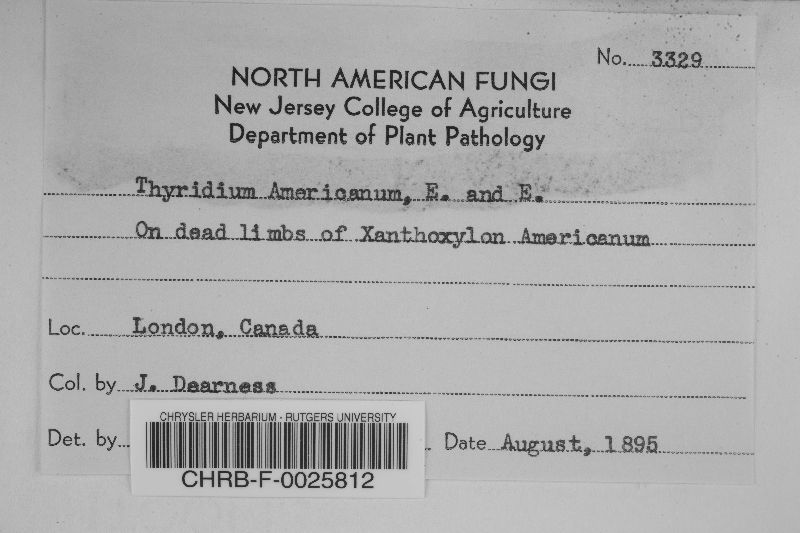 No. 3329
NORTH AMERICAN FUNGI
New Jersey College of Agriculture
Department of Plant Pathology
Thyridium Americanum, E. and E.
On dead limbs of Xanthoxylon Americanum
Loc. London, Canada
Col. by J. Dearness
Det. by Date August, 1895
CHRYSLER HERBARIUM - RUTGERS UNIVERSITY
CHRB-F-0025812